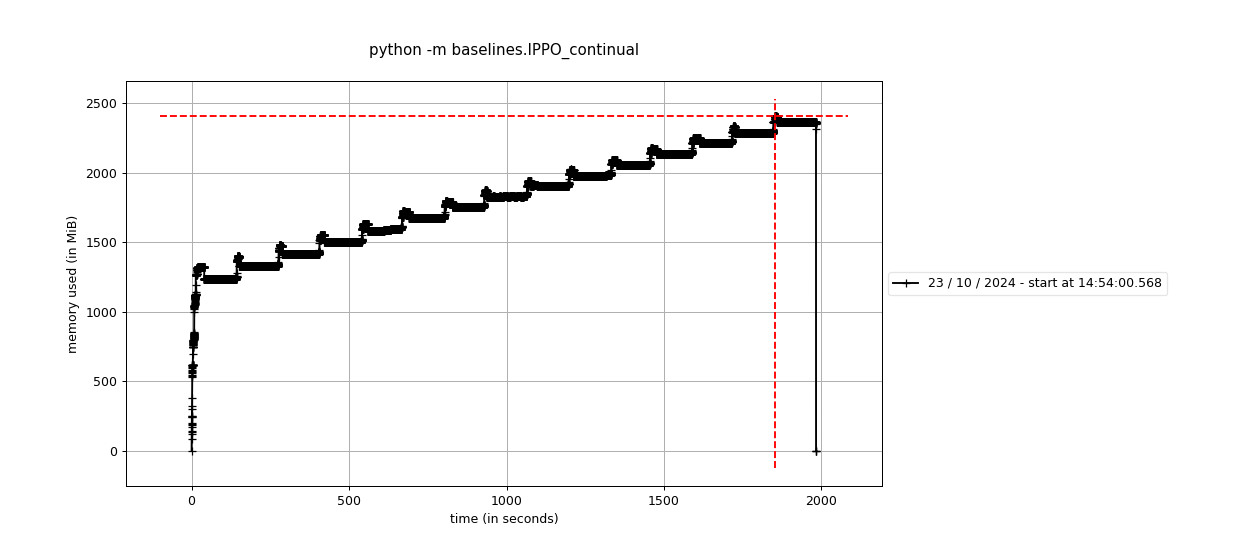 python -m baselines.IPPO_continual
2500
2000
1500
1000
500
0
memory used (in MiB)
0 500 1000 1500 2000
time (in seconds)
23 / 10 / 2024 - start at 14:54:00.568